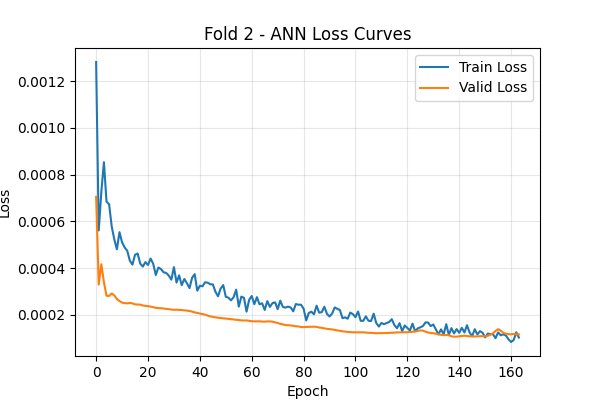 Fold 2 - ANN Loss Curves
Train Loss
Valid Loss
0.0012
0.0010
0.0008
0.0006
0.0004
0.0002
Loss
0 20 40 60 80 100 120 140 160
Epoch